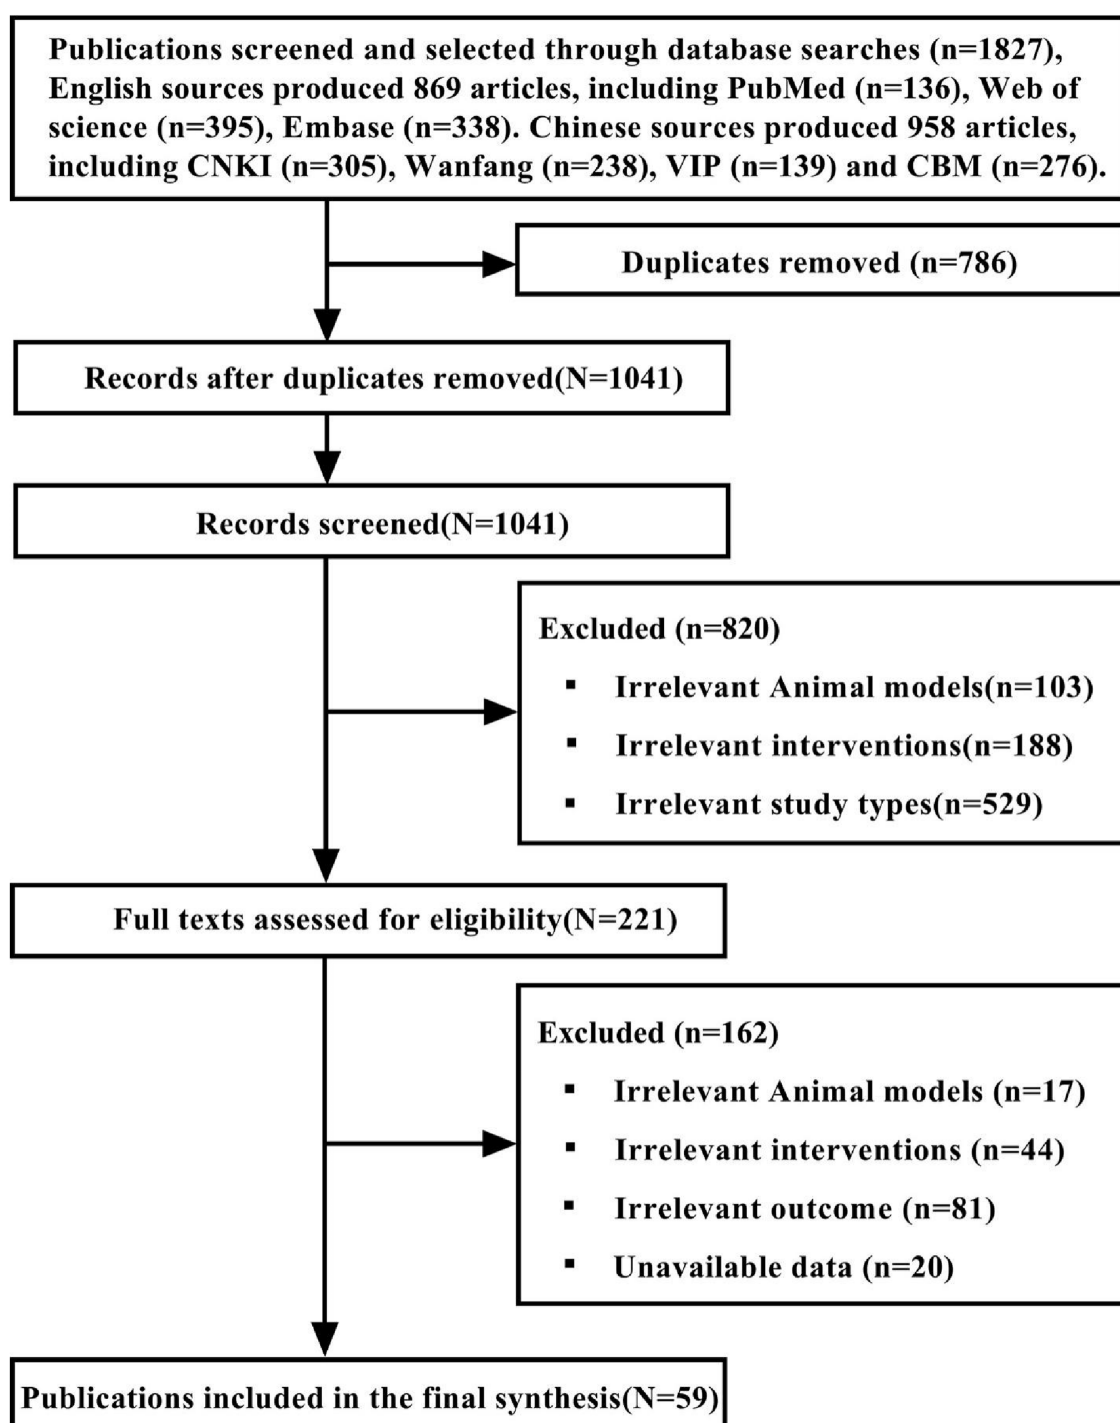 Publications screened and selected through database searches (n=1827),
English sources produced 869 articles, including PubMed (n=136), Web of
science (n=395), Embase (n=338). Chinese sources produced 958 articles,
including CNKI (n=305), Wanfang (n=238), VIP (n=139) and CBM (n=276).
Duplicates removed (n=786)
Records after duplicates removed(N=1041)
Records screened(N=1041)
Excluded (n=820)
▪ Irrelevant Animal models(n=103)
▪ Irrelevant interventions(n=188)
▪ Irrelevant study types(n=529)
Full texts assessed for eligibility(N=221)
Excluded (n=162)
▪ Irrelevant Animal models (n=17)
▪ Irrelevant interventions (n=44)
▪ Irrelevant outcome (n=81)
▪ Unavailable data (n=20)
Publications included in the final synthesis(N=59)